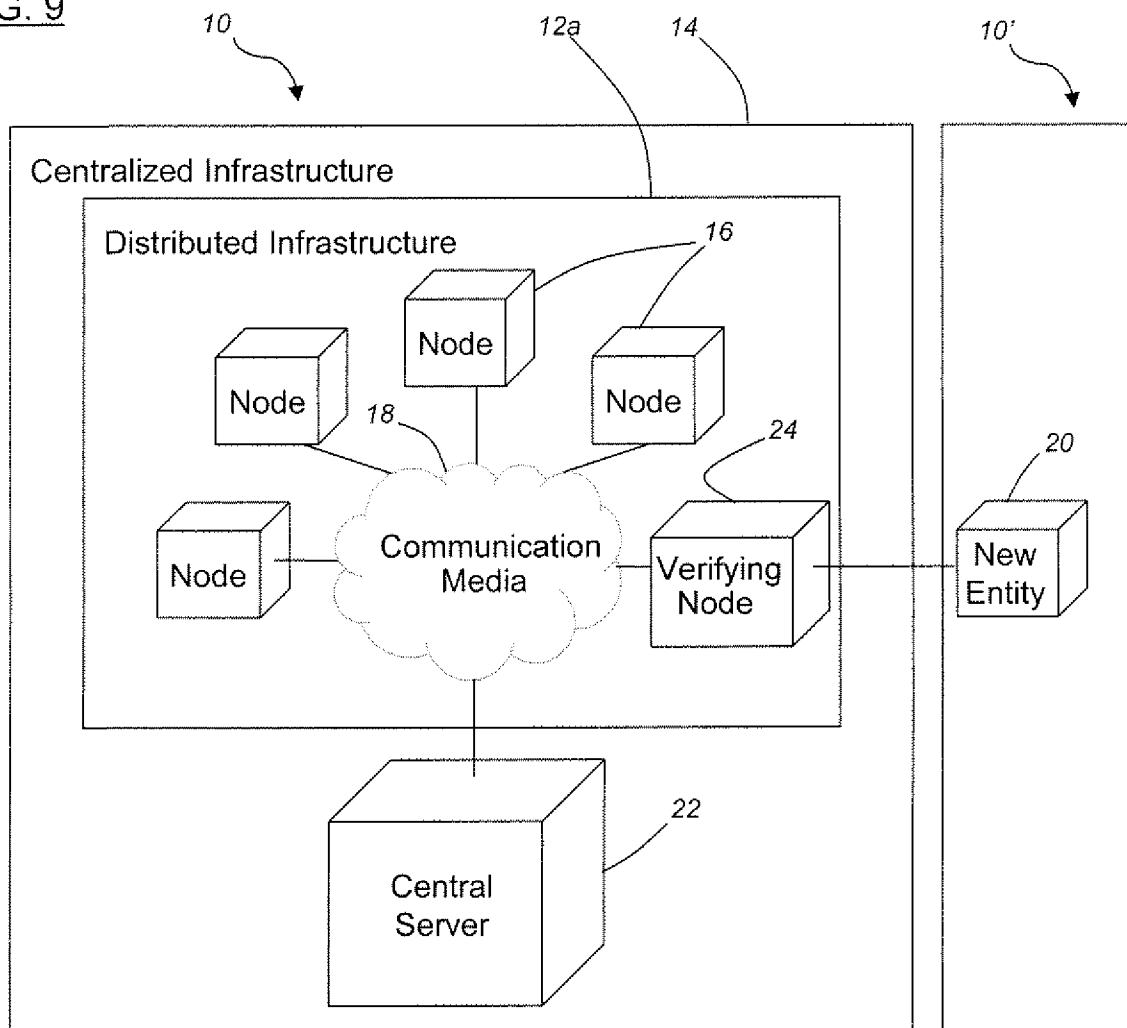 G. 9
10
12a
14
10'
Centralized Infrastructure
Distributed Infrastructure
16
Node
Node
Node
18
24
20
Node
Communication
Media
Verifying
Node
New
Entity
22
Central
Server